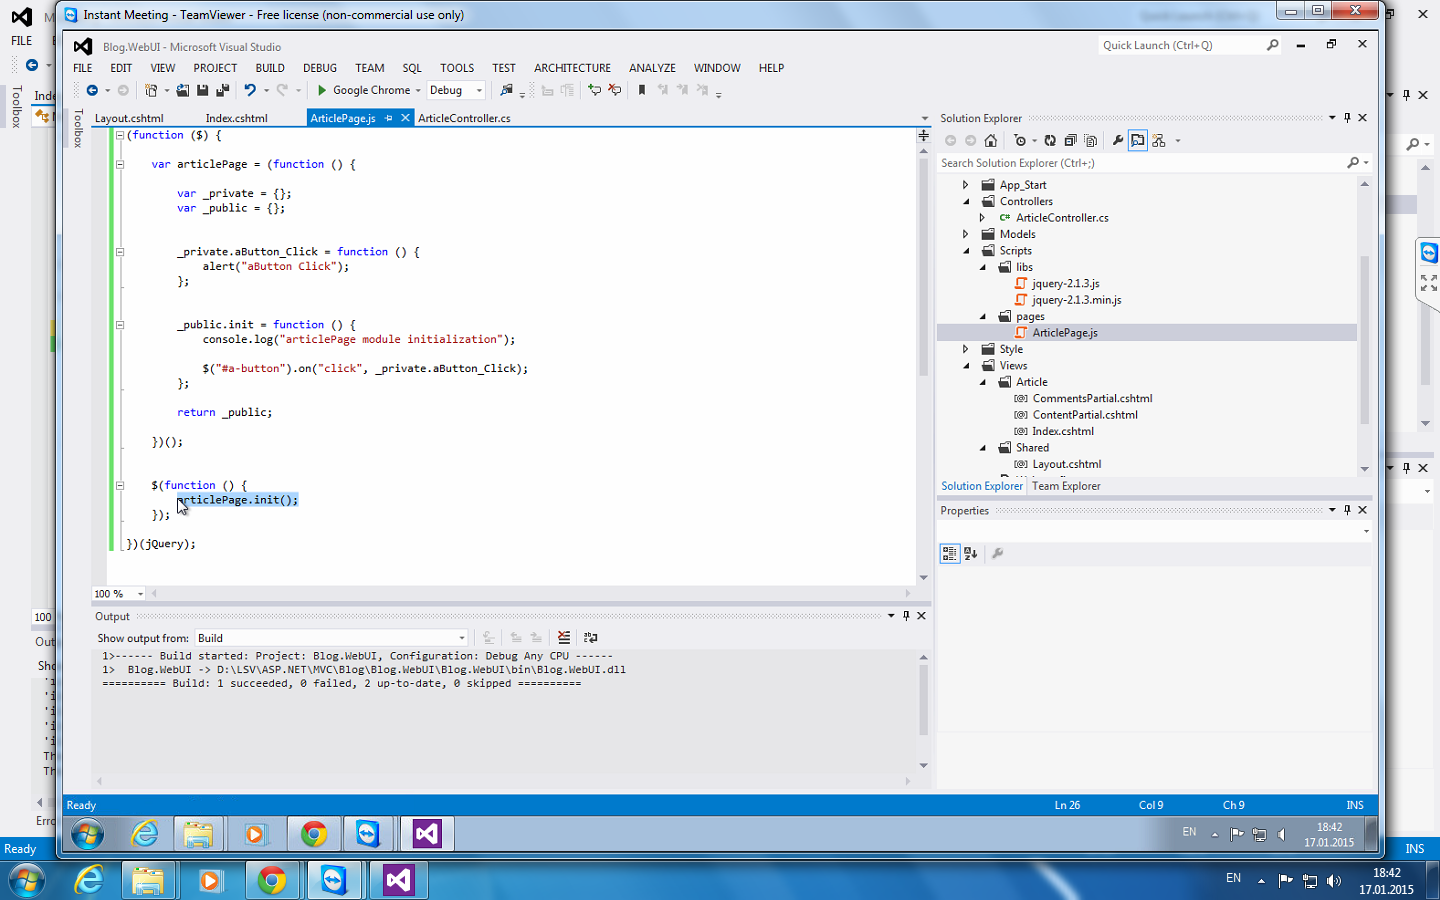 Instant Meeting - TeamViewer - Free license (non-commercial use only)
FILE
Blog.WebUI - Microsoft Visual Studio
Quick Launch (Ctrl+Q)
FILE EDIT VIEW PROJECT BUILD DEBUG TEAM SQL TOOLS TEST ARCHITECTURE ANALYZE WINDOW HELP
Google Chrome Debug
Toolbox
Toolbox
Layout.cshtml Index.cshtml ArticlePage.js ArticleController.cs
(function ($) {
var articlePage = (function () {
var _private = {};
var _public = {};
_private.aButton_Click = function () {
alert("aButton Click");
};
_public.init = function () {
console.log("articlePage module initialization");
$("#a-button").on("click", _private.aButton_Click);
};
return _public;
})();
$(function () {
articlePage.init();
});
})(jQuery);
100 %
Solution Explorer
Search Solution Explorer (Ctrl+;)
App_Start
Controllers
C# ArticleController.cs
Models
Scripts
libs
jquery-2.1.3.js
jquery-2.1.3.min.js
pages
ArticlePage.js
Style
Views
Article
CommentsPartial.cshtml
ContentPartial.cshtml
Index.cshtml
Shared
Layout.cshtml
Solution Explorer Team Explorer
Properties
100
Output
Show output from: Build
1>------ Build started: Project: Blog.WebUI, Configuration: Debug Any CPU ------
1> Blog.WebUI -> D:\LSV\ASP.NET\MVC\Blog\Blog.WebUI\Blog.WebUI\bin\Blog.WebUI.dll
========== Build: 1 succeeded, 0 failed, 2 up-to-date, 0 skipped ==========
Ready Ln 26 Col 9 Ch 9 INS
EN 18:42
17.01.2015
Ready INS
EN 18:42
17.01.2015